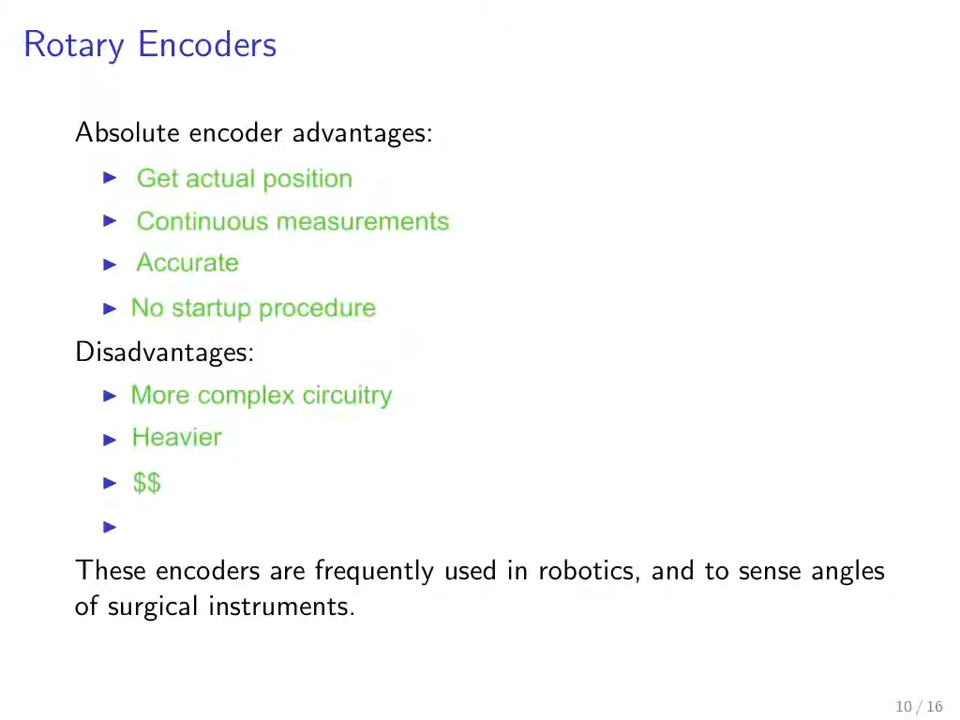 Rotary Encoders
Absolute encoder advantages:
▶ Get actual position
▶ Continuous measurements
▶ Accurate
▶ No startup procedure
Disadvantages:
▶ More complex circuitry
▶ Heavier
▶ $$
▶
These encoders are frequently used in robotics, and to sense angles
of surgical instruments.
10 / 16